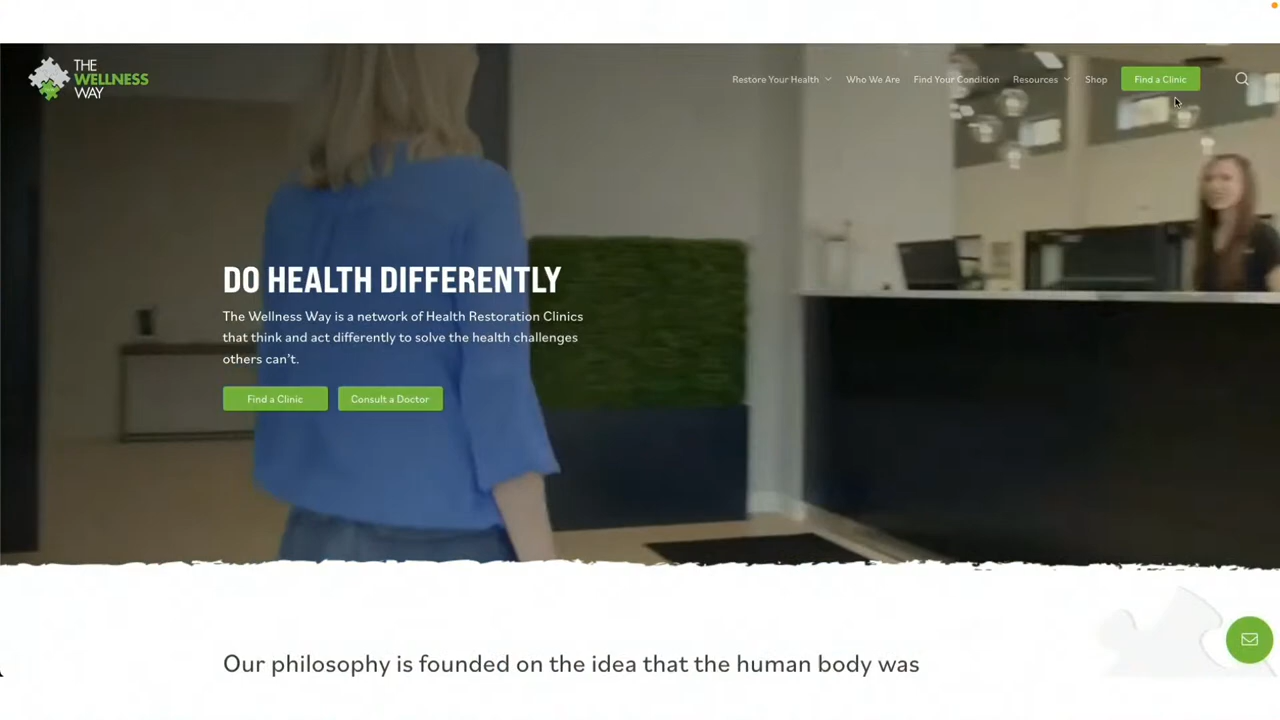 THE
WELLNESS
WAY
Restore Your Health Who We Are Find Your Condition Resources Shop Find a Clinic
DO HEALTH DIFFERENTLY
The Wellness Way is a network of Health Restoration Clinics
that think and act differently to solve the health challenges
others can't.
Find a Clinic Consult a Doctor
Our philosophy is founded on the idea that the human body was